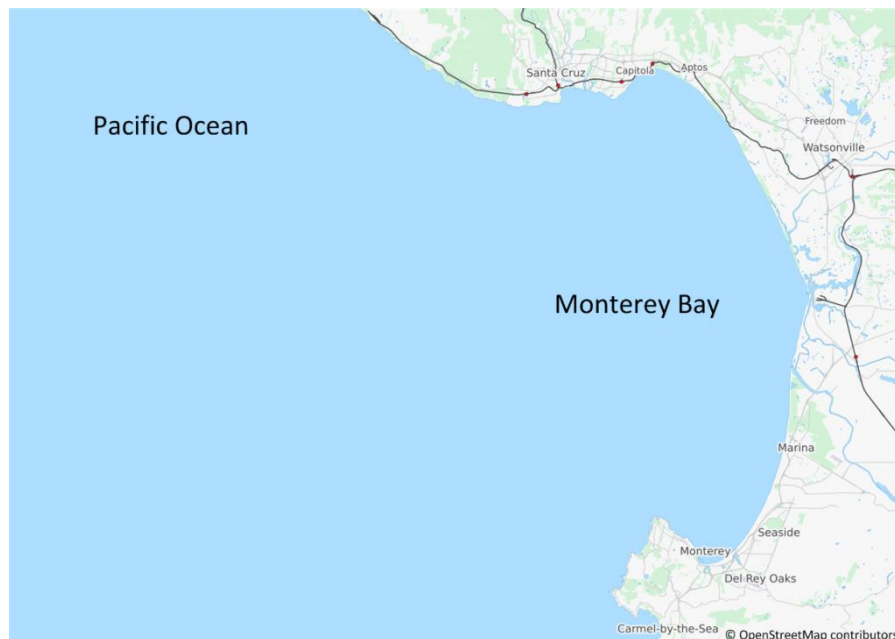 Santa Cruz
Capitola
Aptos
Pacific Ocean
Freedom
Watsonville
Monterey Bay
Marina
Seaside
Monterey
Del Rey Oaks
Carmel-by-the-Sea
© OpenStreetMap contributors